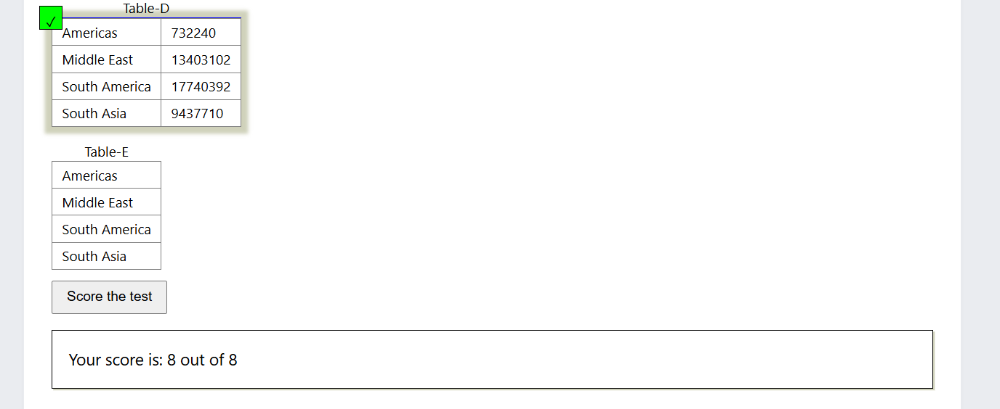 Table-D
✓
Americas 732240
Middle East 13403102
South America 17740392
South Asia 9437710
Table-E
Americas
Middle East
South America
South Asia
Score the test
Your score is: 8 out of 8